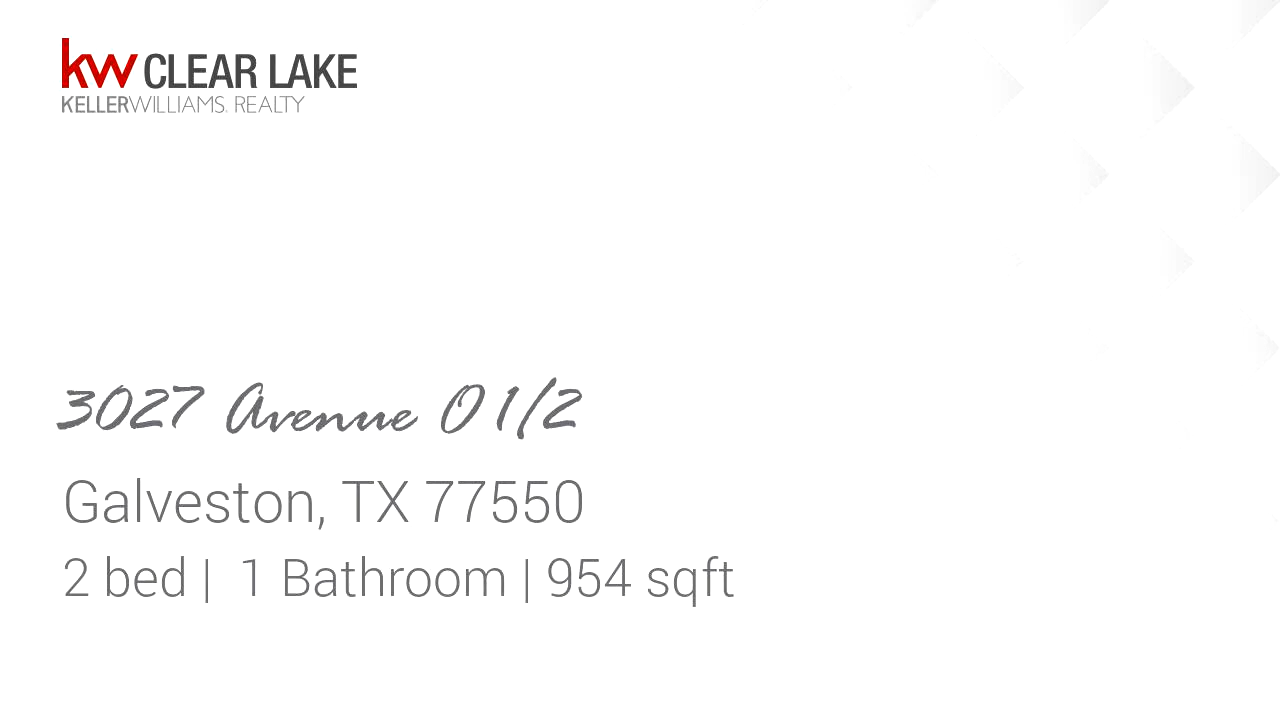 kw CLEAR LAKE
KELLERWILLIAMS. REALTY
3027 Avenue O 1/2
Galveston, TX 77550
2 bed | 1 Bathroom | 954 sqft